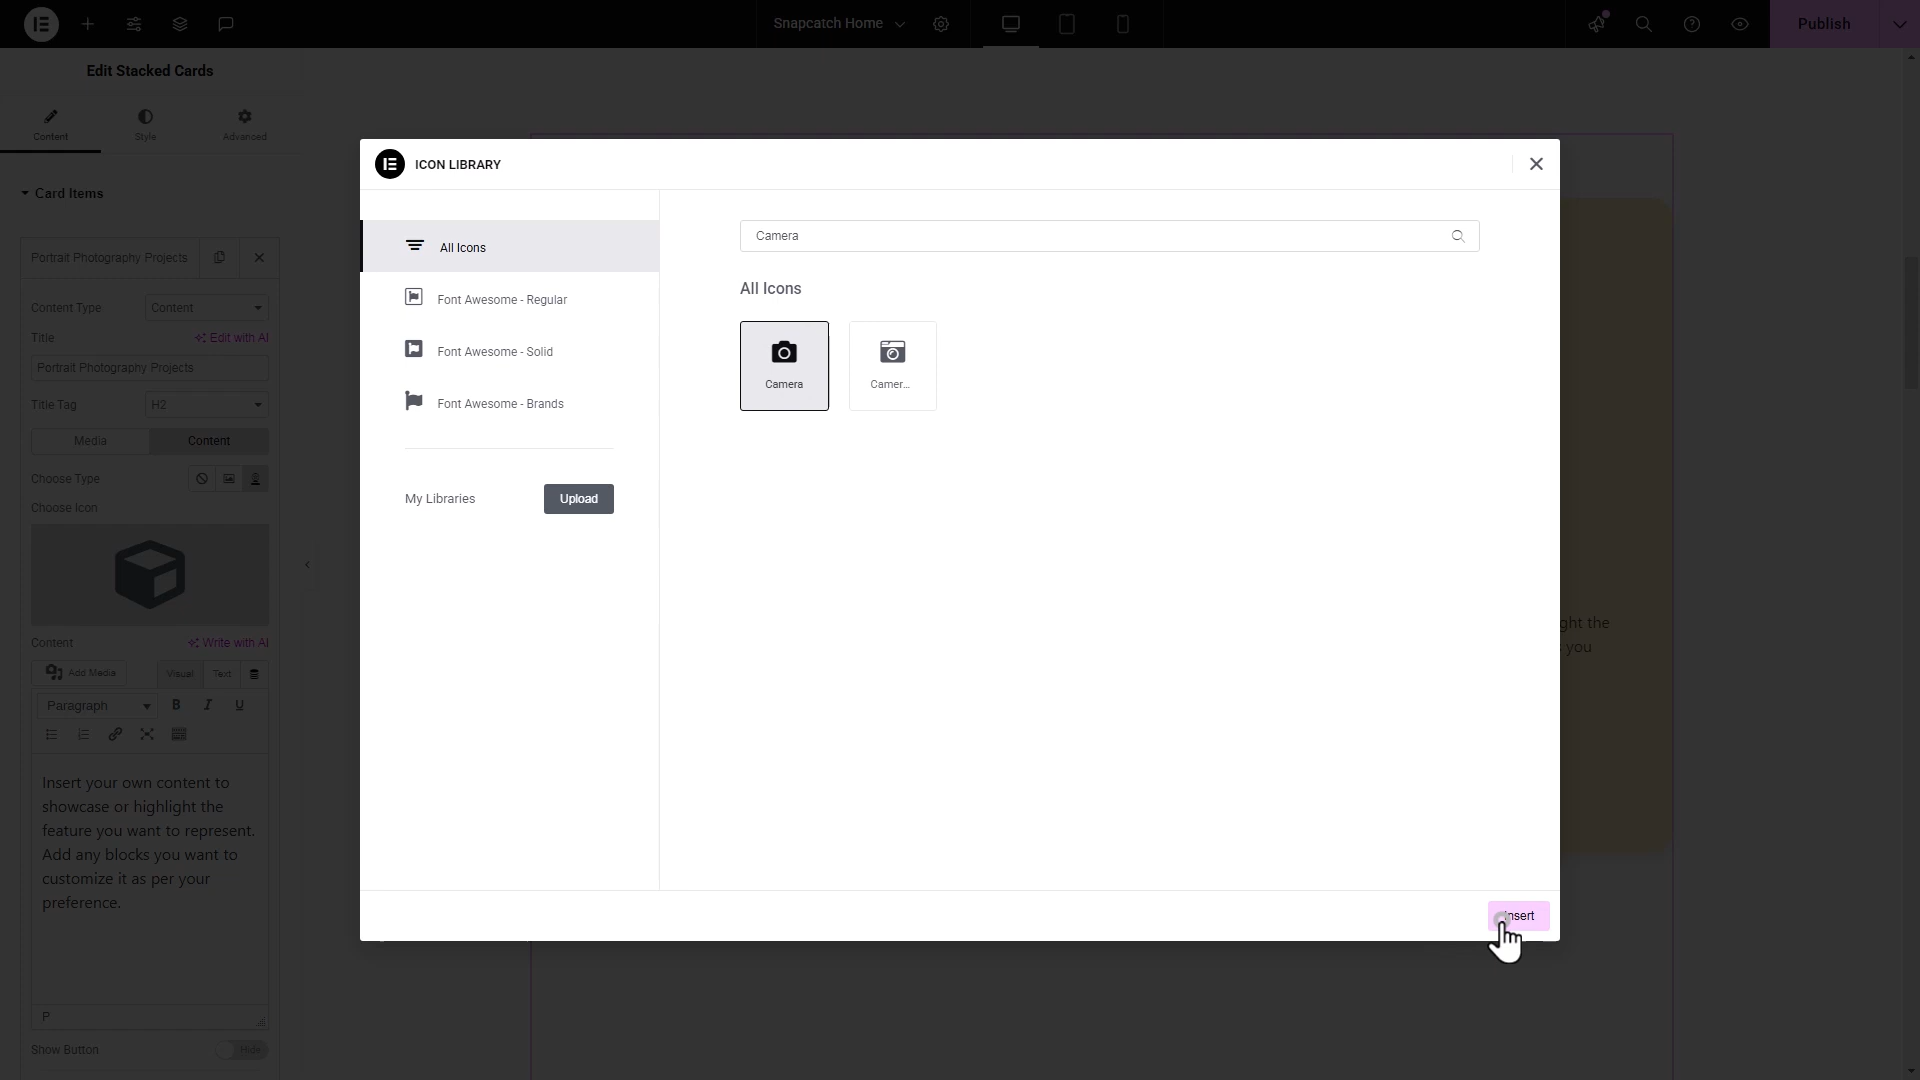 Snapcatch Home
Publish
Edit Stacked Cards
Content
Style
Advanced
Card Items
Portrait Photography Projects
Content Type
Content
Title
Edit with AI
Portrait Photography Projects
Title Tag
H2
Media
Content
Choose Type
Choose Icon
Content
Write with AI
Add Media
Visual
Text
Paragraph
B
I
U
Insert your own content to
showcase or highlight the
feature you want to represent.
Add any blocks you want to
customize it as per your
preference.
P
Show Button
Hide
ICON LIBRARY
All Icons
Font Awesome - Regular
Font Awesome - Solid
Font Awesome - Brands
My Libraries
Upload
Camera
All Icons
Camera
Camer...
Insert
the
you